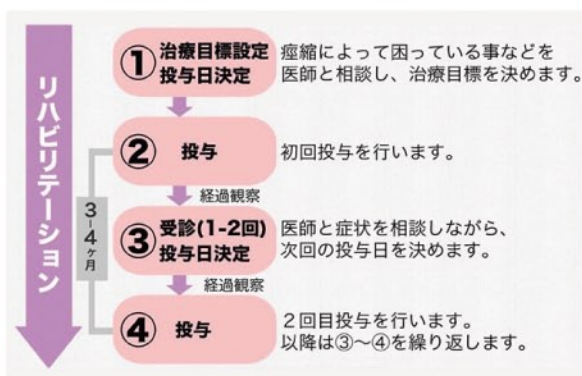 リハビリテーション
① 治療目標設定
投与日決定
痙縮によって困っている事などを
医師と相談し、治療目標を決めます。
② 投与
初回投与を行います。
経過観察
3-4ヶ月
③ 受診(1-2回)
投与日決定
医師と症状を相談しながら、
次回の投与日を決めます。
経過観察
④ 投与
2回目投与を行います。
以降は③〜④を繰り返します。